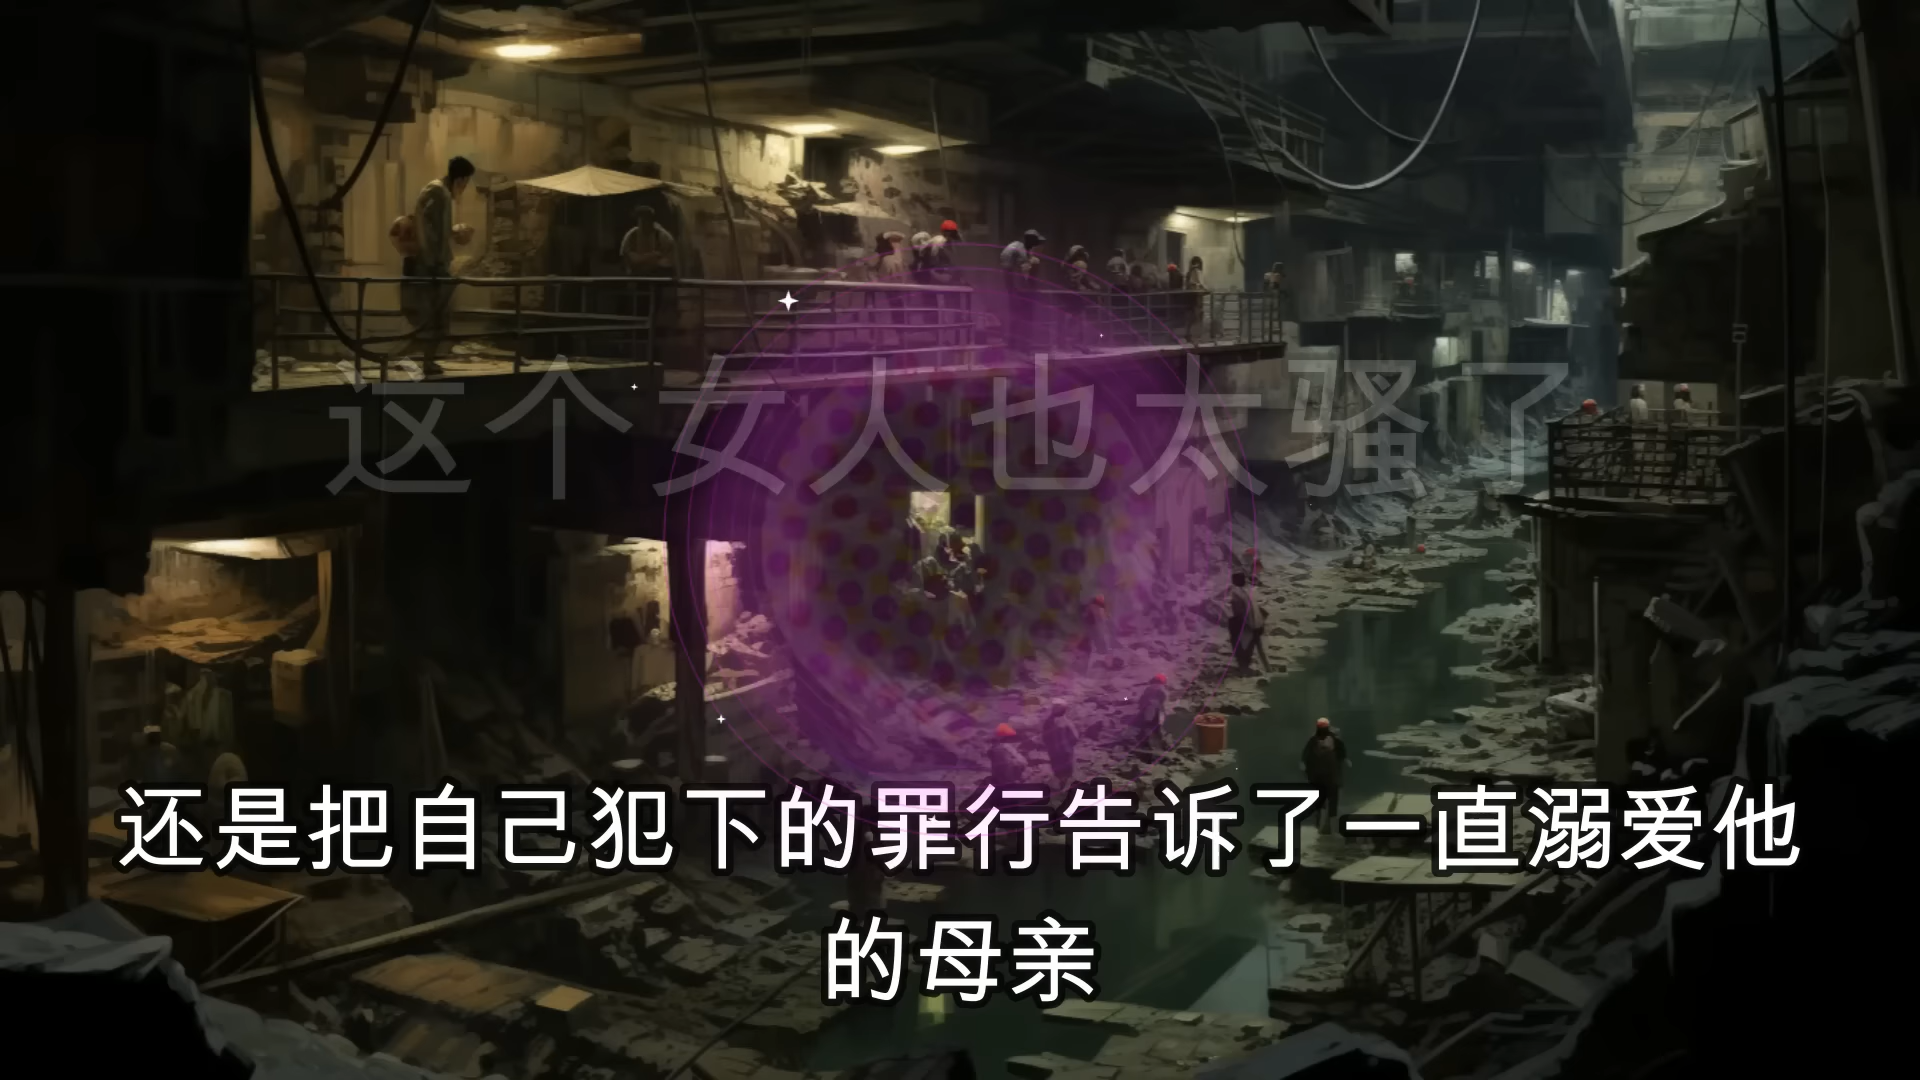 这个女人也太骚了
还是把自己犯下的罪行告诉了一直溺爱他
的母亲